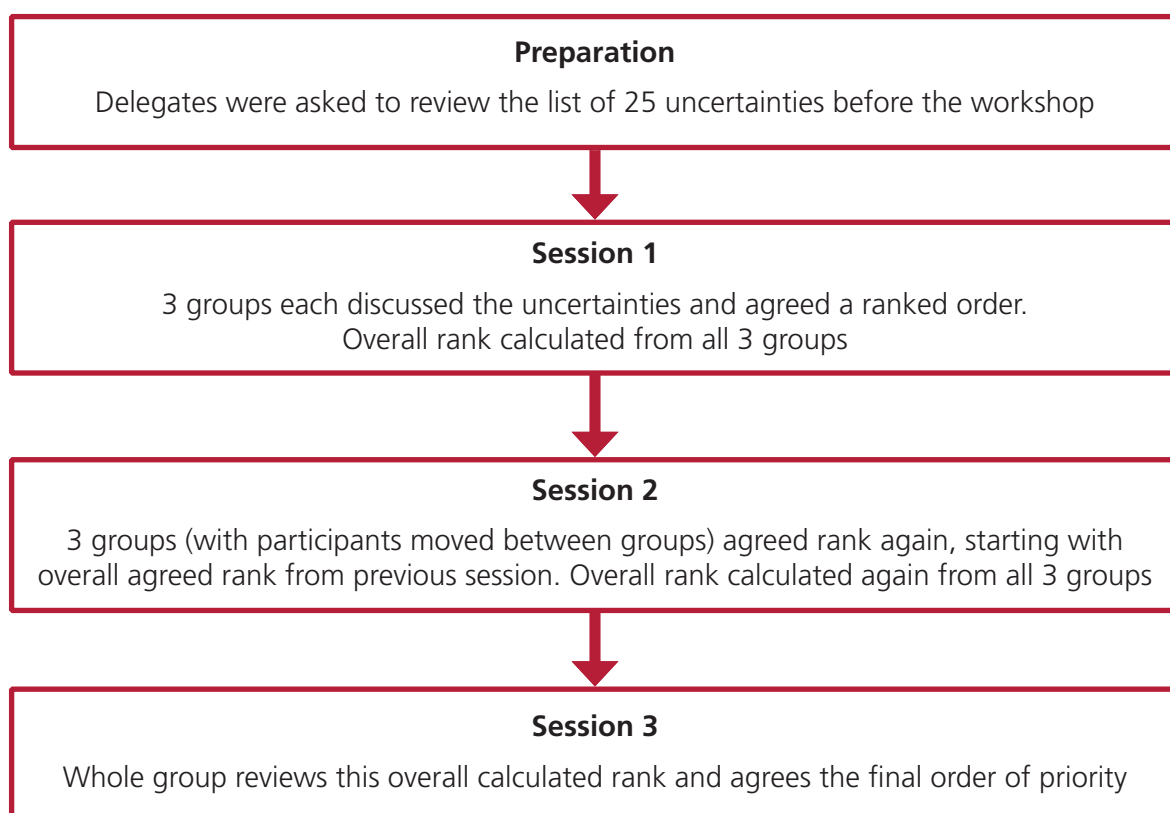 Preparation
Delegates were asked to review the list of 25 uncertainties before the workshop
Session 1
3 groups each discussed the uncertainties and agreed a ranked order.
Overall rank calculated from all 3 groups
Session 2
3 groups (with participants moved between groups) agreed rank again, starting with
overall agreed rank from previous session. Overall rank calculated again from all 3 groups
Session 3
Whole group reviews this overall calculated rank and agrees the final order of priority